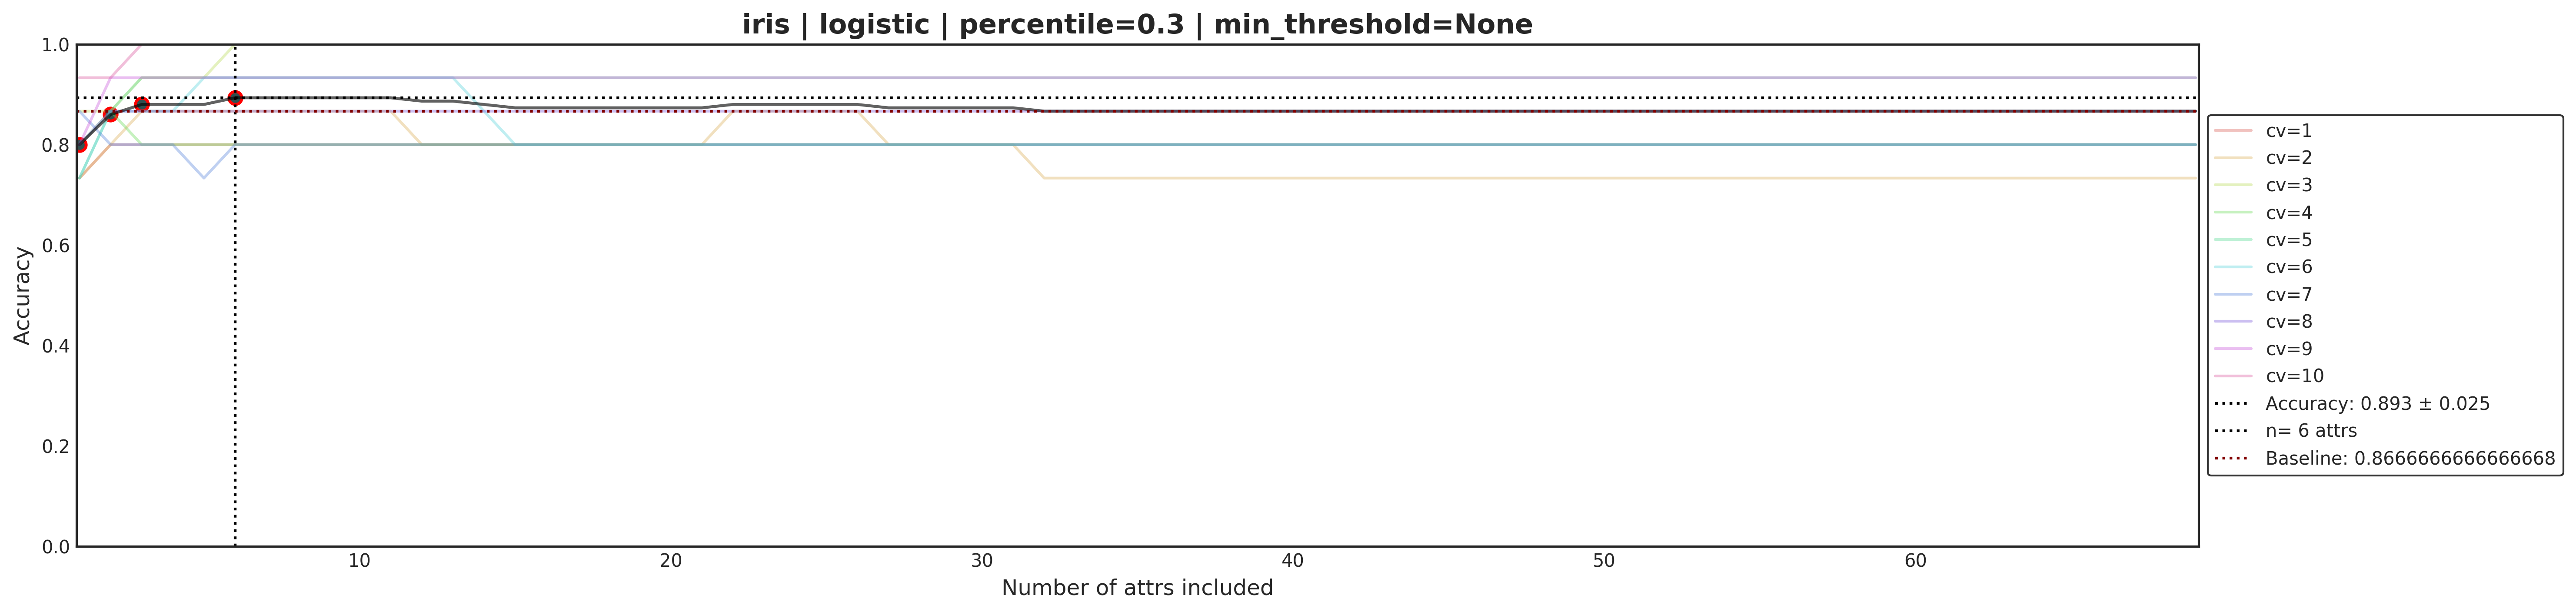 iris | logistic | percentile=0.3 | min_threshold=None
1.0
0.8
0.6
0.4
0.2
0.0
Accuracy
10 20 30 40 50 60
Number of attrs included
cv=1
cv=2
cv=3
cv=4
cv=5
cv=6
cv=7
cv=8
cv=9
cv=10
Accuracy: 0.893 ± 0.025
n= 6 attrs
Baseline: 0.8666666666666668